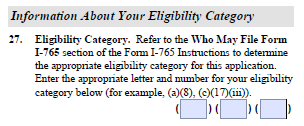 Information About Your Eligibility Category
27. Eligibility Category. Refer to the Who May File Form
I-765 section of the Form I-765 Instructions to determine
the appropriate eligibility category for this application.
Enter the appropriate letter and number for your eligibility
category below (for example, (a)(8), (c)(17)(iii)).
( ) ( ) ( )